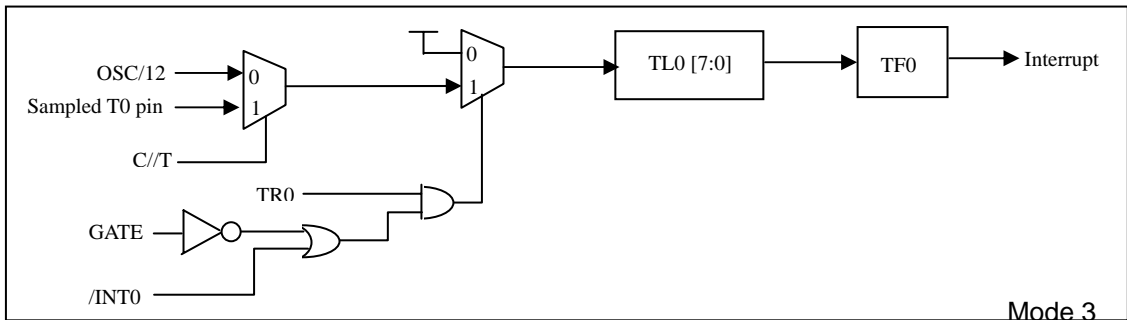 0
OSC/12
0
TL0 [7:0]
TF0
Interrupt
1
Sampled T0 pin
1
C//T
TR0
GATE
/INT0
Mode 3